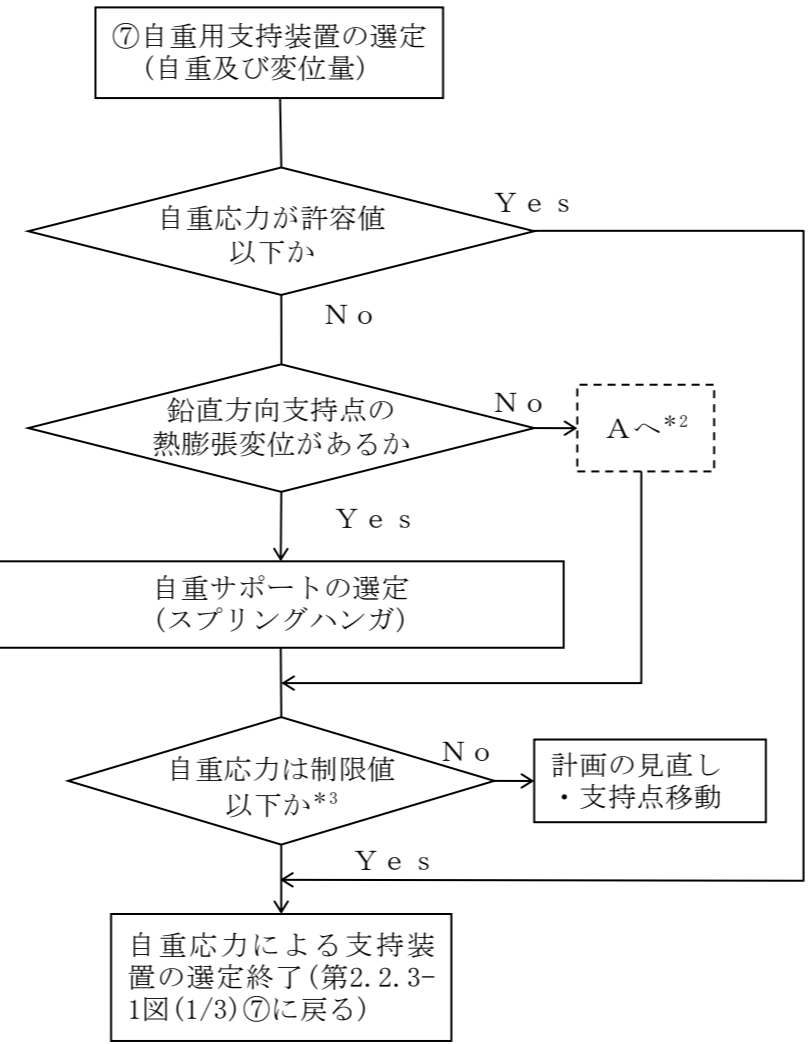 ⑦自重用支持装置の選定
(自重及び変位量)
自重応力が許容値
以下か
Ｙｅｓ
Ｎｏ
鉛直方向支持点の
熱膨張変位があるか
Ｎｏ
Ａへ*2
Ｙｅｓ
自重サポートの選定
(スプリングハンガ)
自重応力は制限値
以下か*3
Ｎｏ
計画の見直し
・支持点移動
Ｙｅｓ
自重応力による支持装
置の選定終了(第2.2.3-
1図(1/3)⑦に戻る)